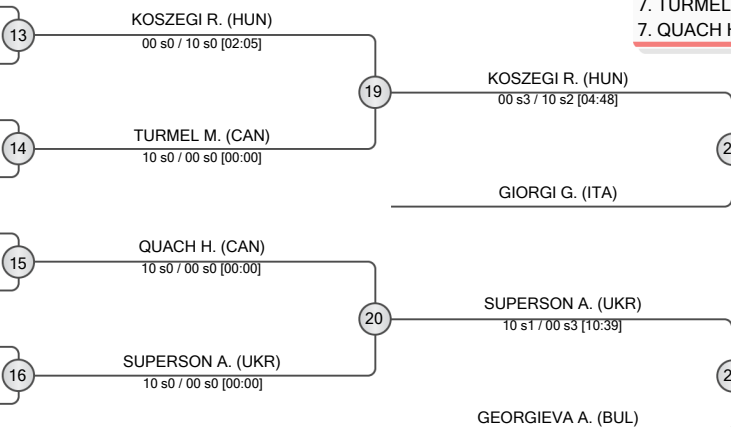 7. TURMEL
7. QUACH
13
KOSZEGI R. (HUN)
00 s0 / 10 s0 [02:05]
14
TURMEL M. (CAN)
10 s0 / 00 s0 [00:00]
19
KOSZEGI R. (HUN)
00 s3 / 10 s2 [04:48]
GIORGI G. (ITA)
15
QUACH H. (CAN)
10 s0 / 00 s0 [00:00]
16
SUPERSON A. (UKR)
10 s0 / 00 s0 [00:00]
20
SUPERSON A. (UKR)
10 s1 / 00 s3 [10:39]
GEORGIEVA A. (BUL)